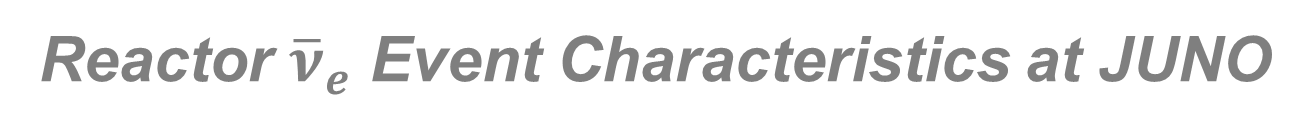 Reactor ν̅ₑ Event Characteristics at JUNO